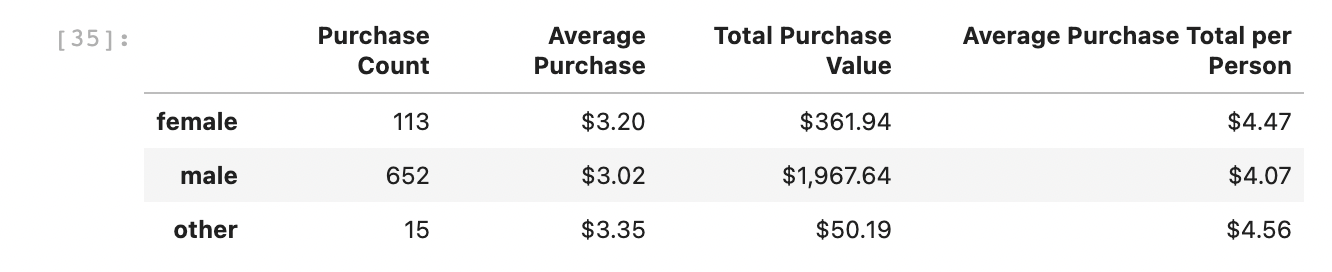 [35]:
Purchase Count Average Purchase Total Purchase Value Average Purchase Total per Person
female 113 $3.20 $361.94 $4.47
male 652 $3.02 $1,967.64 $4.07
other 15 $3.35 $50.19 $4.56